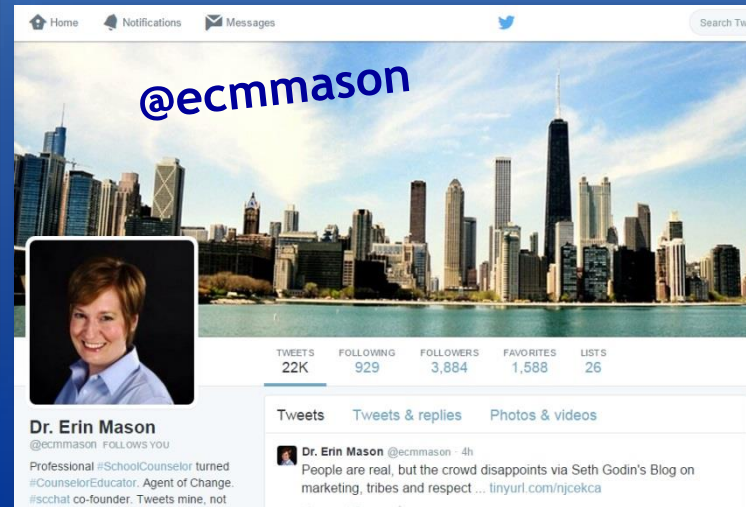 Home Notifications Messages Search Tw
@ecmmason
TWEETS FOLLOWING FOLLOWERS FAVORITES LISTS
22K 929 3,884 1,588 26
Dr. Erin Mason
@ecmmason FOLLOWS YOU
Professional #SchoolCounselor turned
#CounselorEducator. Agent of Change.
#scchat co-founder. Tweets mine, not
Tweets Tweets & replies Photos & videos
Dr. Erin Mason @ecmmason · 4h
People are real, but the crowd disappoints via Seth Godin's Blog on
marketing, tribes and respect ... tinyurl.com/njcekca